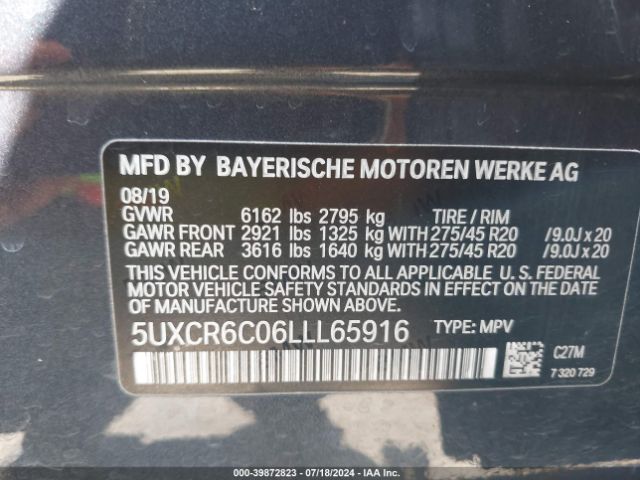 MFD BY BAYERISCHE MOTOREN WERKE AG
08/19
GVWR 6162 lbs 2795 kg TIRE / RIM
GAWR FRONT 2921 lbs 1325 kg WITH 275/45 R20 /9.0J x 20
GAWR REAR 3616 lbs 1640 kg WITH 275/45 R20 /9.0J x 20
THIS VEHICLE CONFORMS TO ALL APPLICABLE U. S. FEDERAL
MOTOR VEHICLE SAFETY STANDARDS IN EFFECT ON THE DATE
OF MANUFACTURE SHOWN ABOVE.
5UXCR6C06LLL65916 TYPE: MPV
C27M
7 320 729
000-39872823 | 07/18/2024 | IAA Inc.